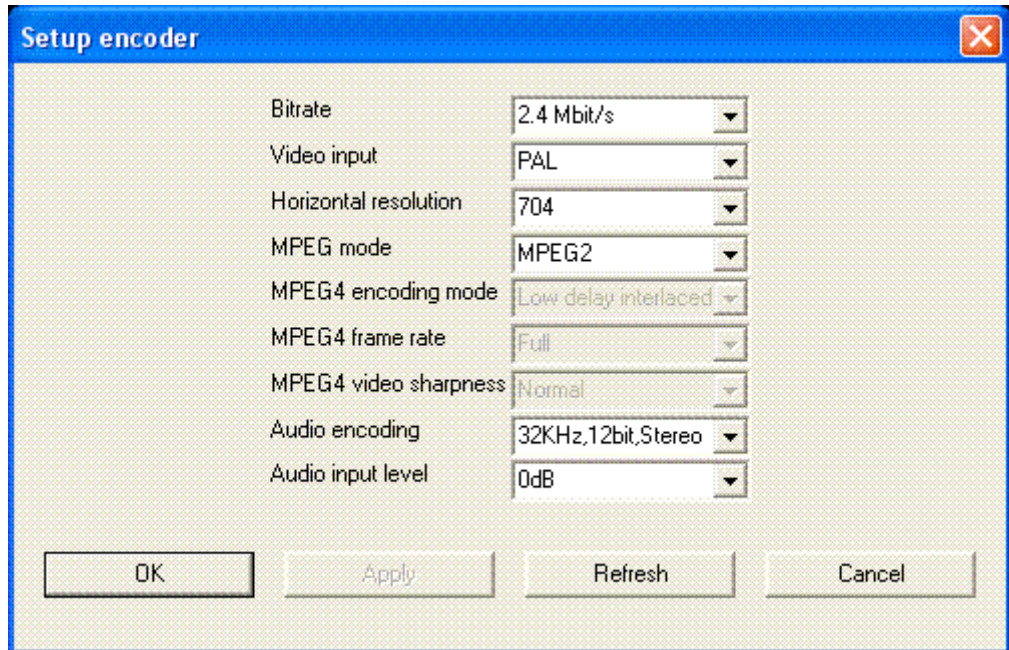 Setup encoder
Bitrate 2.4 Mbit/s
Video input PAL
Horizontal resolution 704
MPEG mode MPEG2
MPEG4 encoding mode Low delay interlaced
MPEG4 frame rate Full
MPEG4 video sharpness Normal
Audio encoding 32KHz,12bit,Stereo
Audio input level 0dB
OK Apply Refresh Cancel